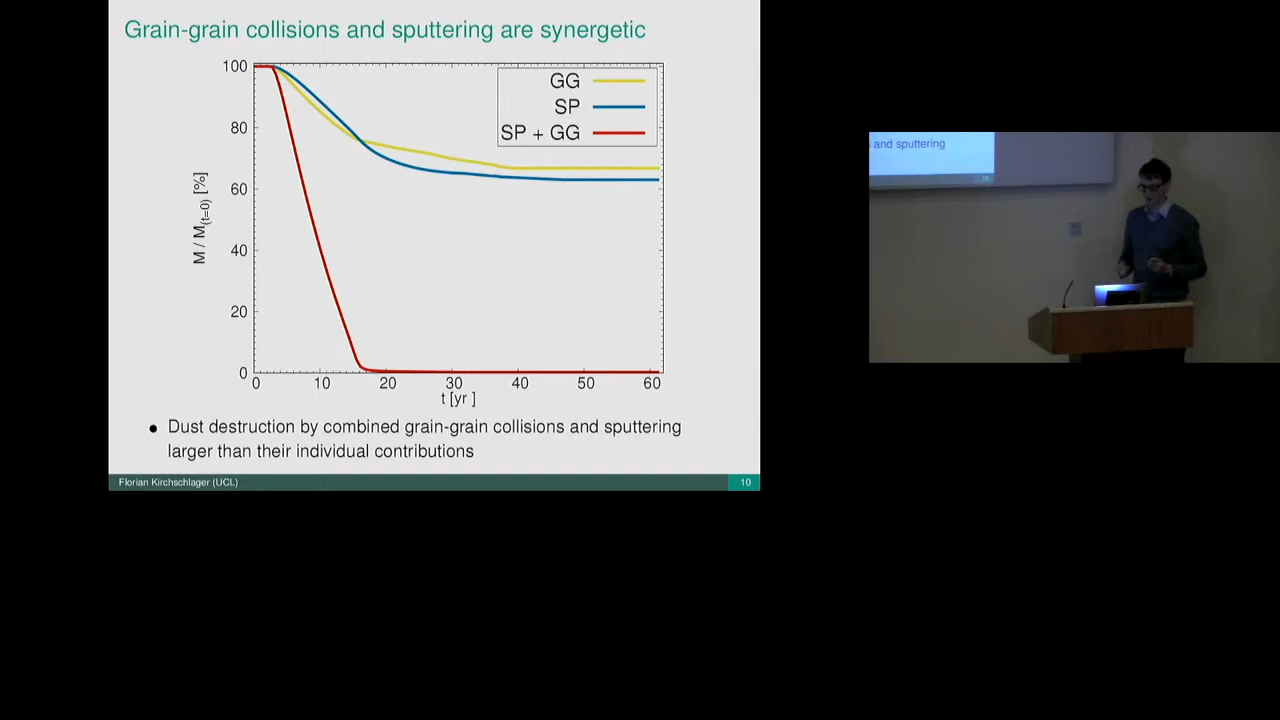 Grain-grain collisions and sputtering are synergetic
100
80
60
40
20
0
M / M(t=0) [%]
GG
SP
SP + GG
0 10 20 30 40 50 60
t [yr ]
• Dust destruction by combined grain-grain collisions and sputtering
larger than their individual contributions
Florian Kirchschlager (UCL)
10
and sputtering